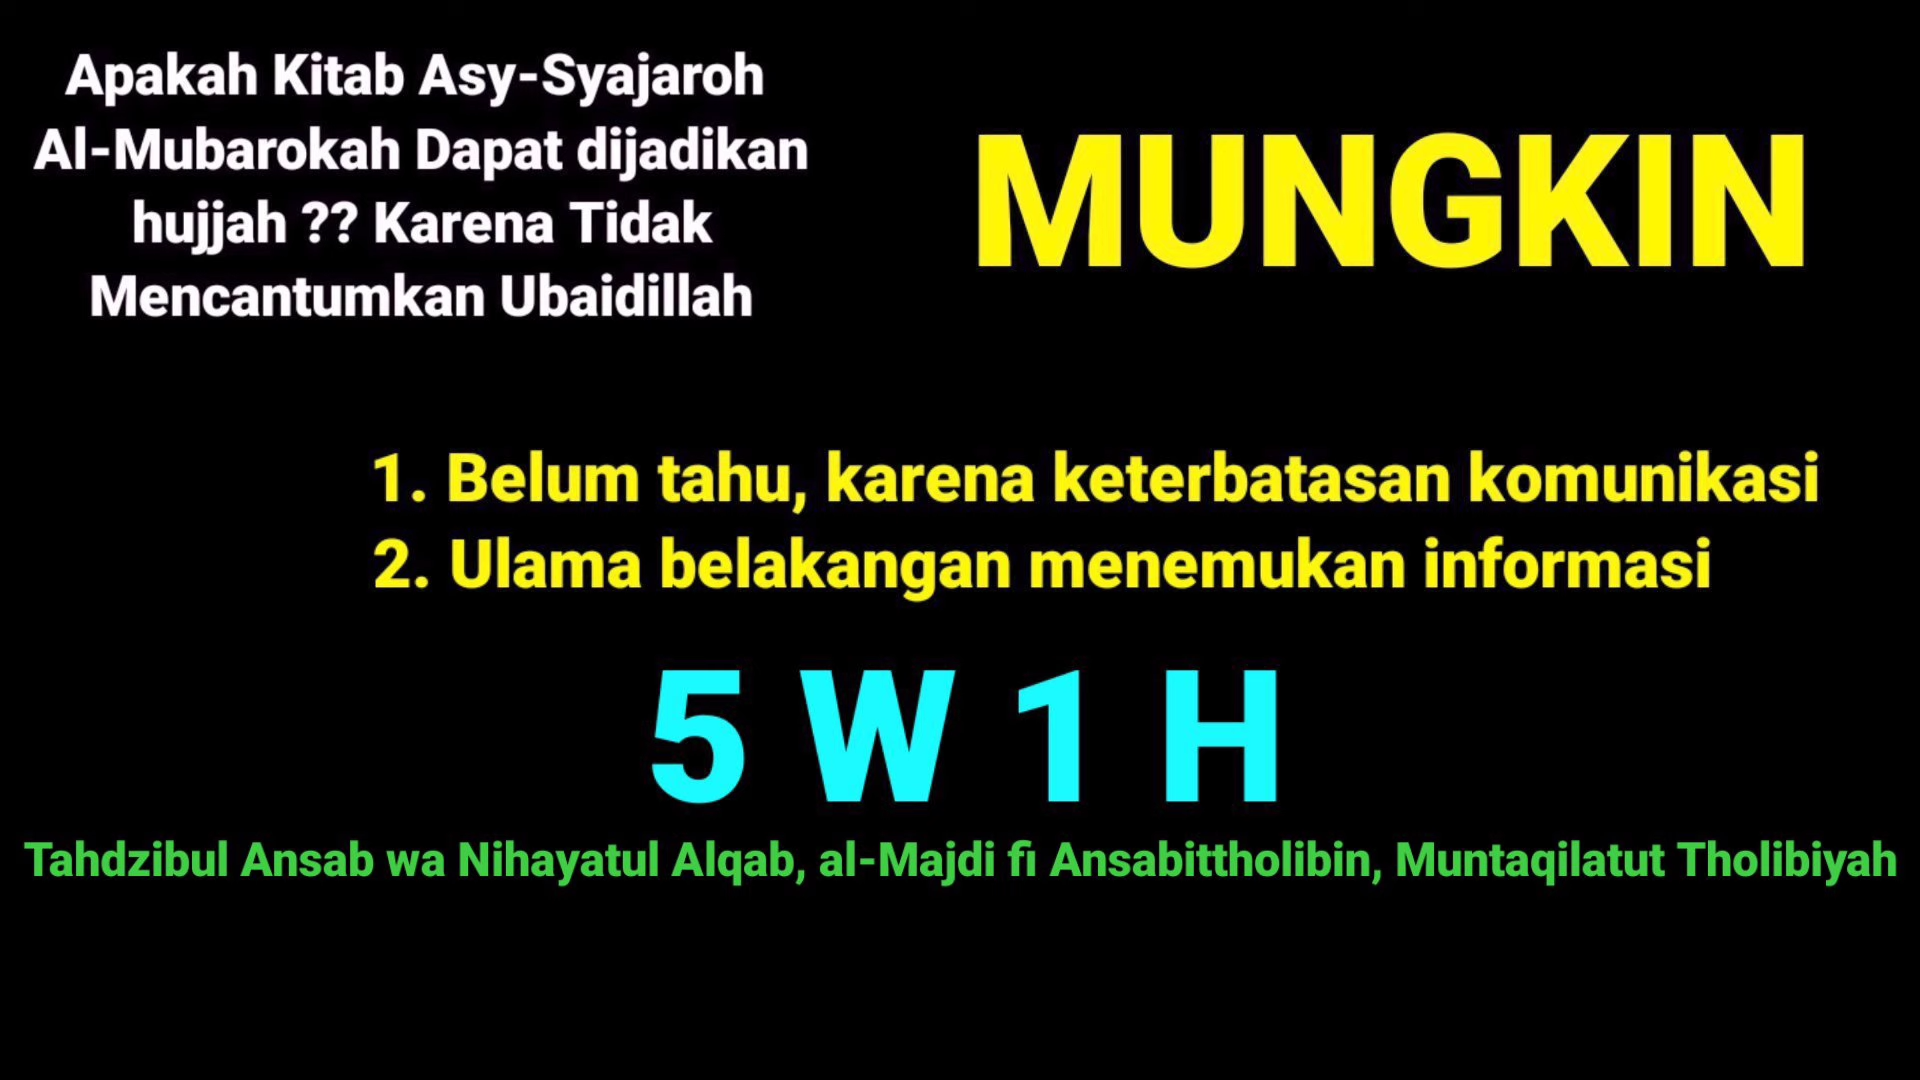 Apakah Kitab Asy-Syajaroh
Al-Mubarokah Dapat dijadikan
hujjah ?? Karena Tidak
Mencantumkan Ubaidillah
MUNGKIN
1. Belum tahu, karena keterbatasan komunikasi
2. Ulama belakangan menemukan informasi
5 W 1 H
Tahdzibul Ansab wa Nihayatul Alqab, al-Majdi fi Ansabittholibin, Muntaqilatut Tholibiyah